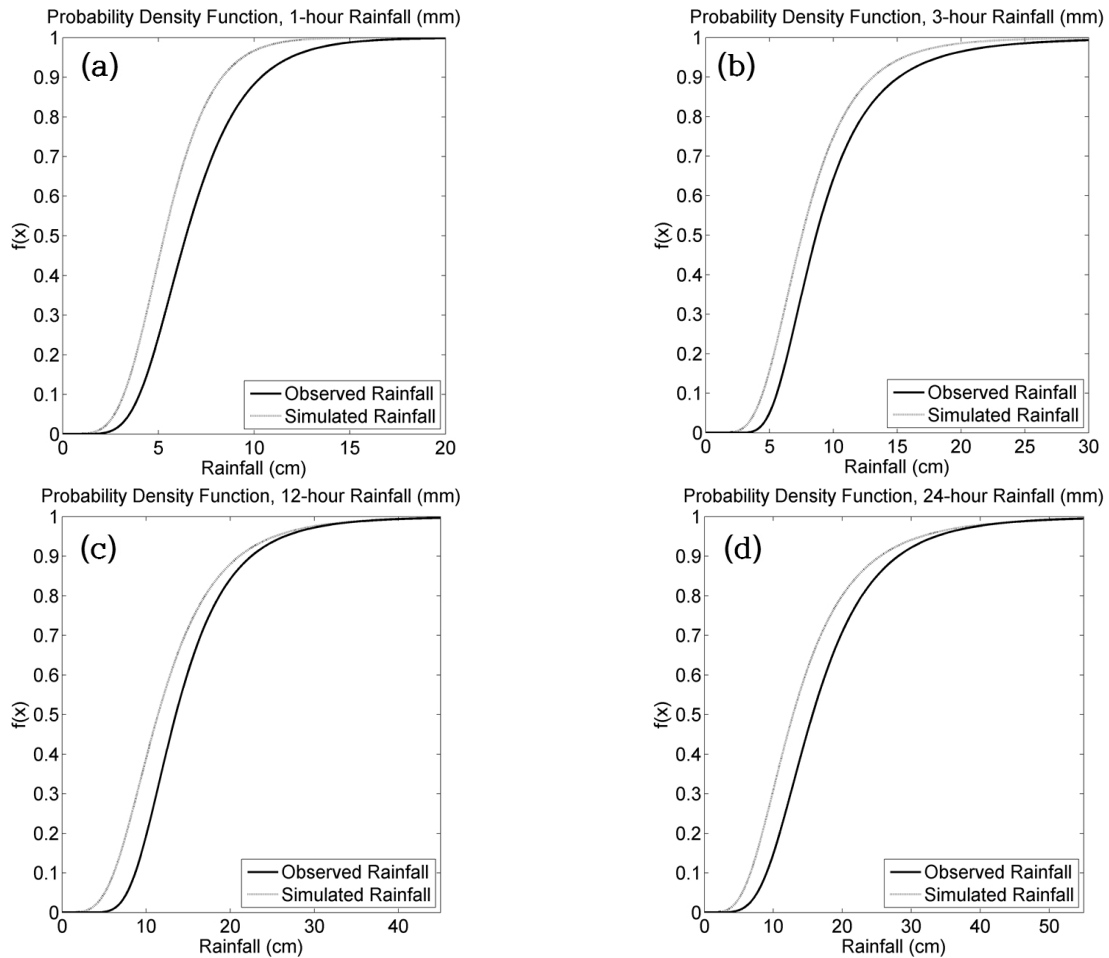 Probability Density Function, 1-hour Rainfall (mm)
(a)
1
0.9
0.8
0.7
0.6
0.5
0.4
0.3
0.2
0.1
0
f(x)
Observed Rainfall
Simulated Rainfall
0 5 10 15 20
Rainfall (cm)
Probability Density Function, 3-hour Rainfall (mm)
(b)
1
0.9
0.8
0.7
0.6
0.5
0.4
0.3
0.2
0.1
0
f(x)
Observed Rainfall
Simulated Rainfall
0 5 10 15 20 25 30
Rainfall (cm)
Probability Density Function, 12-hour Rainfall (mm)
(c)
1
0.9
0.8
0.7
0.6
0.5
0.4
0.3
0.2
0.1
0
f(x)
Observed Rainfall
Simulated Rainfall
0 10 20 30 40
Rainfall (cm)
Probability Density Function, 24-hour Rainfall (mm)
(d)
1
0.9
0.8
0.7
0.6
0.5
0.4
0.3
0.2
0.1
0
f(x)
Observed Rainfall
Simulated Rainfall
0 10 20 30 40 50
Rainfall (cm)